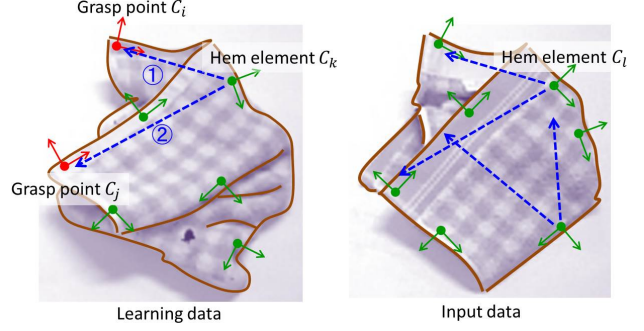 Grasp point Ci
Hem element Ck
①
②
Grasp point Cj
Learning data
Hem element Cl
Input data